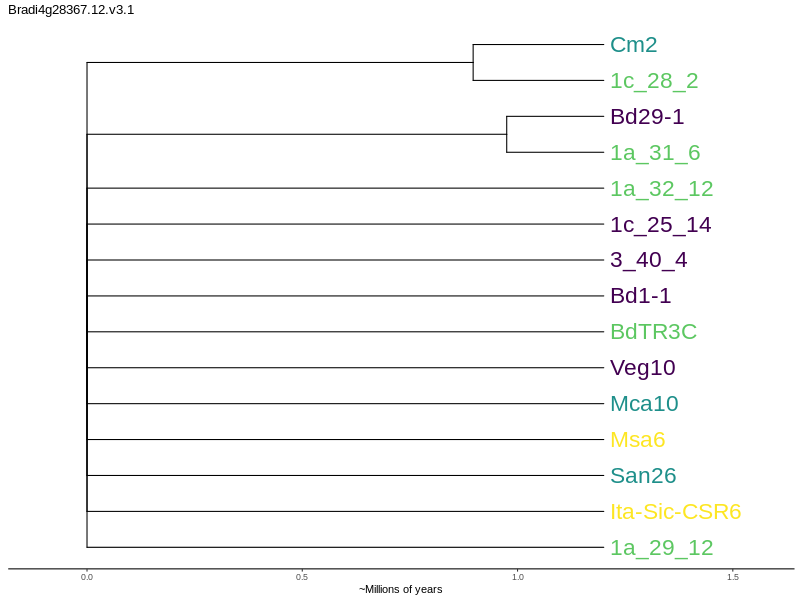 Bradi4g28367.12.v3.1
Cm2
1c_28_2
Bd29-1
1a_31_6
1a_32_12
1c_25_14
3_40_4
Bd1-1
BdTR3C
Veg10
Mca10
Msa6
San26
Ita-Sic-CSR6
1a_29_12
0.0 0.5 1.0 1.5
~Millions of years